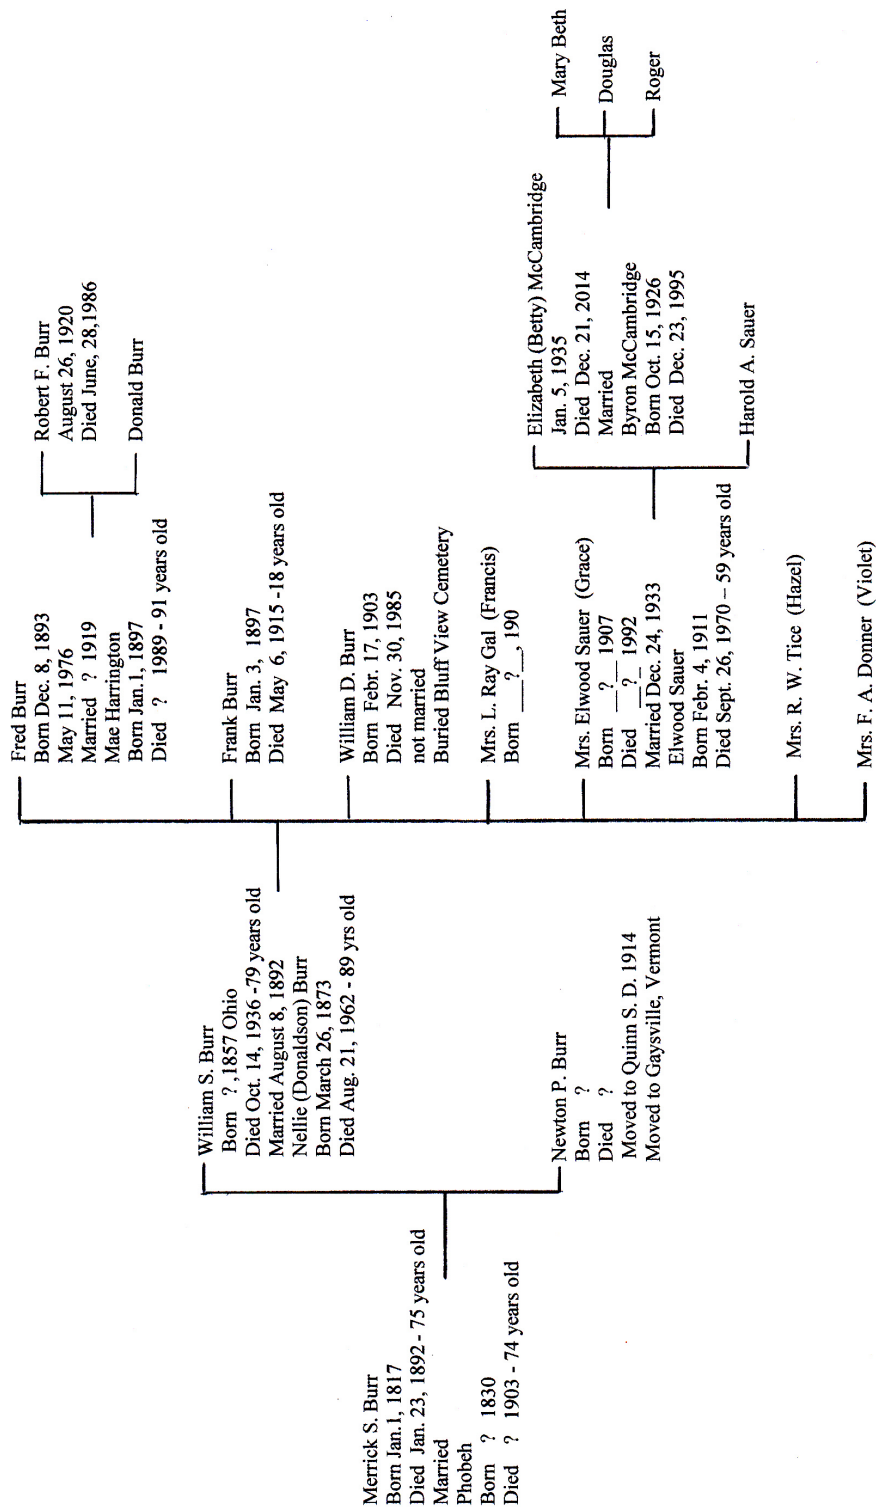 Merrick S. Burr
Born Jan.1, 1817
Died Jan. 23, 1892 - 75 years old
Married
Phobeh
Born ? 1830
Died ? 1903 - 74 years old
William S. Burr
Born ?,1857 Ohio
Died Oct. 14, 1936 -79 years old
Married August 8, 1892
Nellie (Donaldson) Burr
Born March 26, 1873
Died Aug. 21, 1962 - 89 yrs old
Newton P. Burr
Born ?
Died ?
Moved to Quinn S. D. 1914
Moved to Gaysville, Vermont
Fred Burr
Born Dec. 8, 1893
May 11, 1976
Married ? 1919
Mae Harrington
Born Jan.1, 1897
Died ? 1989 - 91 years old
Frank Burr
Born Jan. 3, 1897
Died May 6, 1915 -18 years old
William D. Burr
Born Febr. 17, 1903
Died Nov. 30, 1985
not married
Buried Bluff View Cemetery
Mrs. L. Ray Gal (Francis)
Born __?__, 190
Mrs. Elwood Sauer (Grace)
Born __?__ 1907
Died __?_ 1992
Married Dec. 24, 1933
Elwood Sauer
Born Febr. 4, 1911
Died Sept. 26, 1970 – 59 years old
Mrs. R. W. Tice (Hazel)
Mrs. F. A. Donner (Violet)
Robert F. Burr
August 26, 1920
Died June, 28,1986
Donald Burr
Elizabeth (Betty) McCambridge
Jan. 5, 1935
Died Dec. 21, 2014
Married
Byron McCambridge
Born Oct. 15, 1926
Died Dec. 23, 1995
Harold A. Sauer
Mary Beth
Douglas
Roger